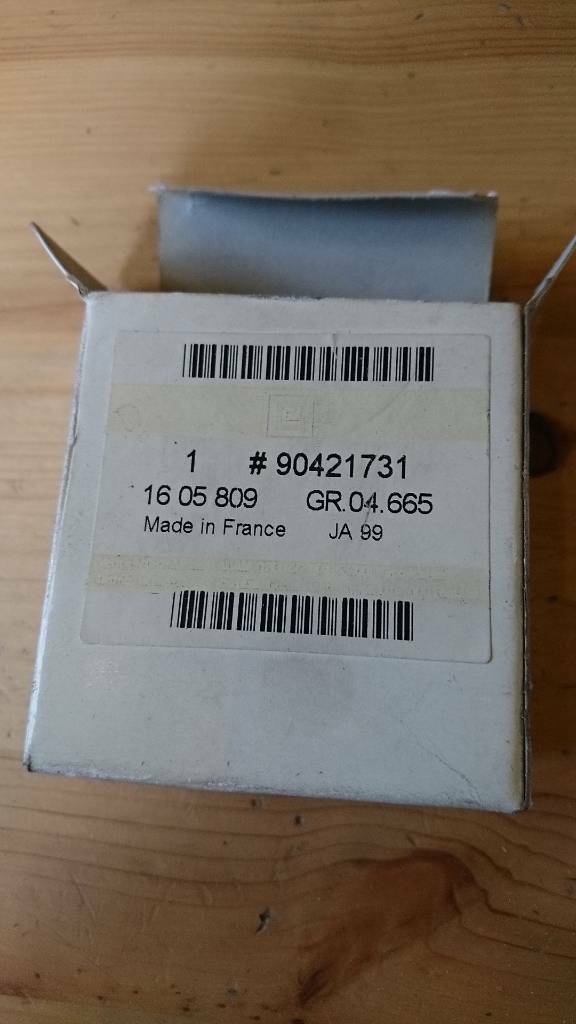 1 # 90421731
16 05 809 GR.04.665
Made in France JA 99